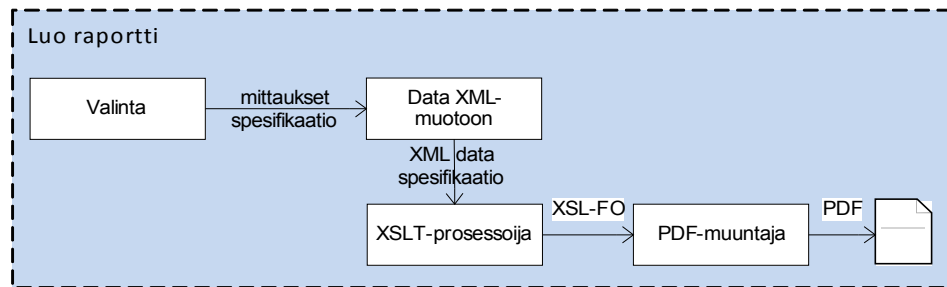 Luo raportti
Valinta
mittaukset
spesifikaatio
Data XML-
muotoon
XML data
spesifikaatio
XSLT-prosessoija
XSL-FO
PDF-muuntaja
PDF